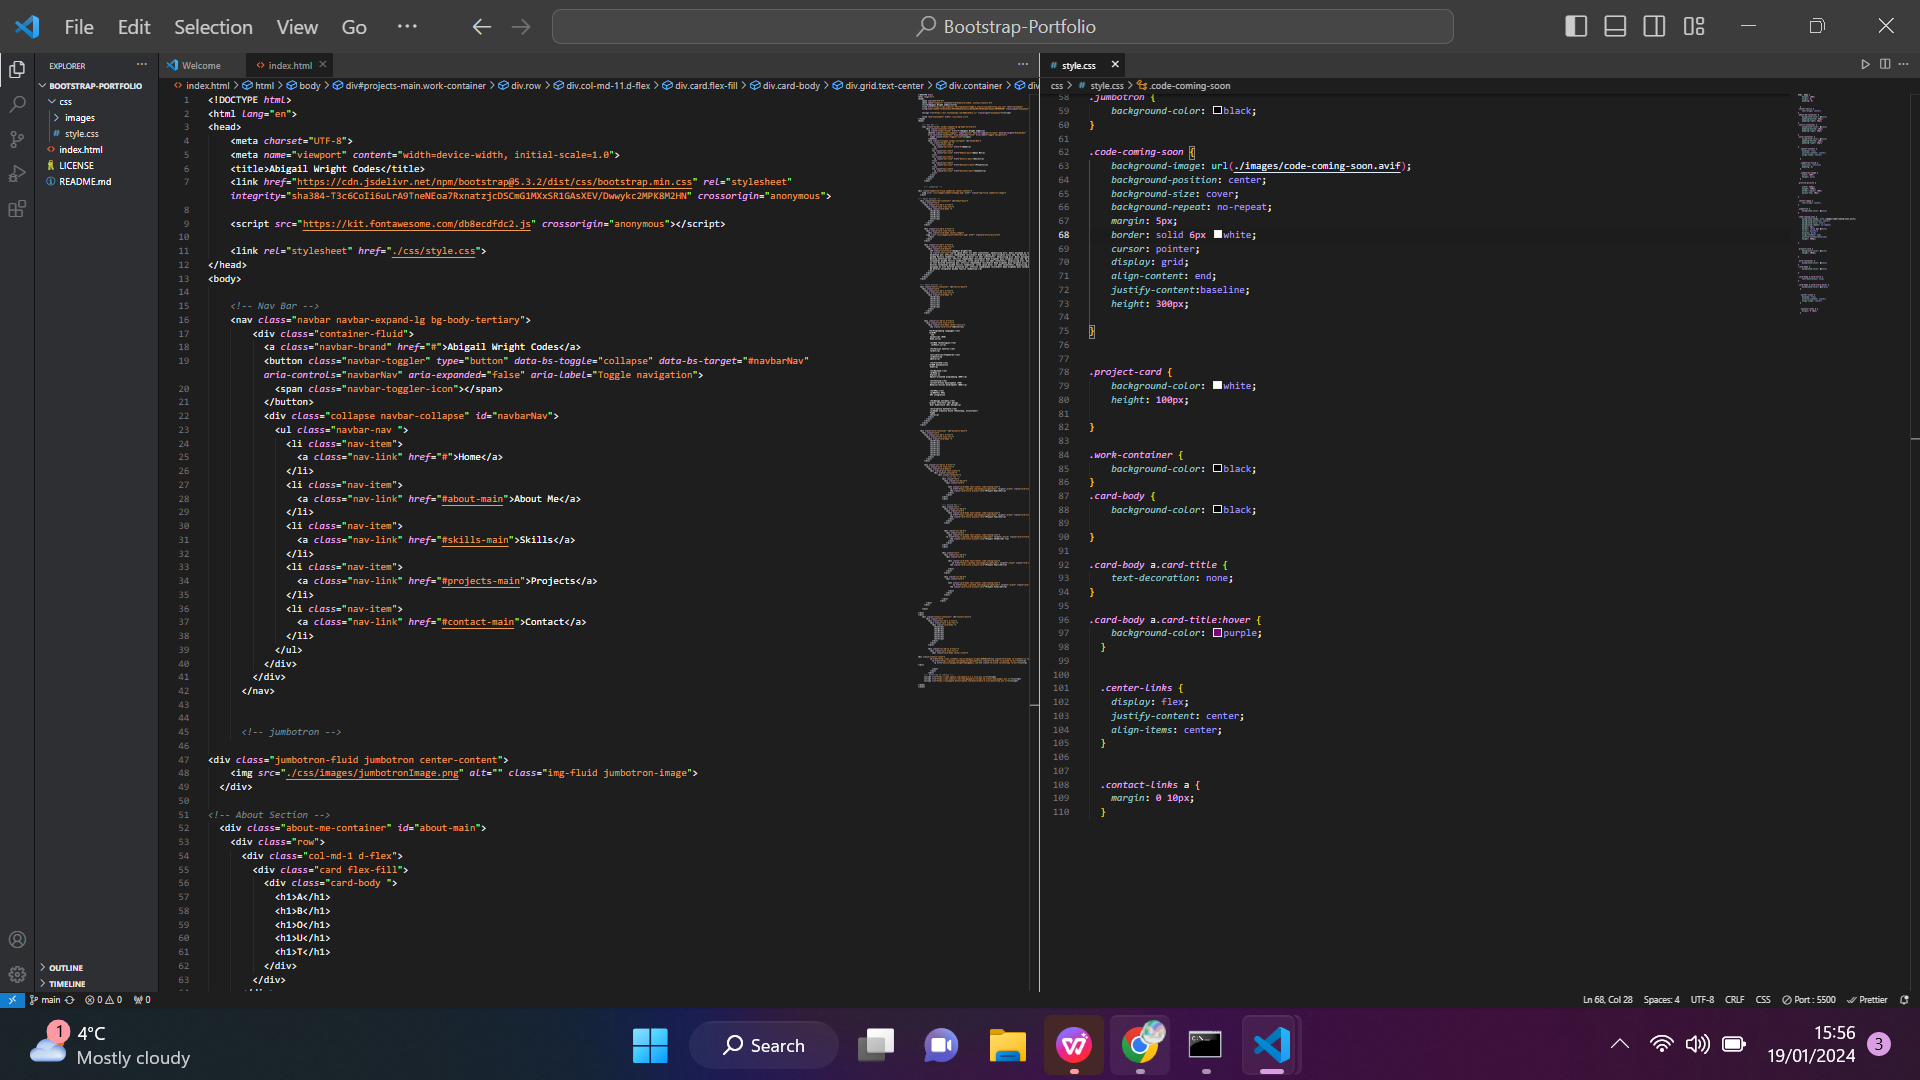 File Edit Selection View Go ··· Bootstrap-Portfolio
EXPLORER
BOOTSTRAP-PORTFOLIO
css
images
# style.css
<> index.html
LICENSE
README.md
OUTLINE
TIMELINE
Welcome
<> index.html
<> index.html > html > body > div#projects-main.work-container > div.row > div.col-md-11.d-flex > div.card.flex-fill > div.card-body > div.grid.text-center > div.container > div
1 <!DOCTYPE html>
2 <html lang="en">
3 <head>
4 <meta charset="UTF-8">
5 <meta name="viewport" content="width=device-width, initial-scale=1.0">
6 <title>Abigail Wright Codes</title>
7 <link href="https://cdn.jsdelivr.net/npm/bootstrap@5.3.2/dist/css/bootstrap.min.css" rel="stylesheet"
integrity="sha384-T3c6CoIi6uLrA9TneNEoa7RxnatzjcDSCmG1MXxSR1GAsXEV/Dwwykc2MPK8M2HN" crossorigin="anonymous">
8
9 <script src="https://kit.fontawesome.com/db8ecdfdc2.js" crossorigin="anonymous"></script>
10
11 <link rel="stylesheet" href="./css/style.css">
12 </head>
13 <body>
14
15 <!-- Nav Bar -->
16 <nav class="navbar navbar-expand-lg bg-body-tertiary">
17 <div class="container-fluid">
18 <a class="navbar-brand" href="#">Abigail Wright Codes</a>
19 <button class="navbar-toggler" type="button" data-bs-toggle="collapse" data-bs-target="#navbarNav"
aria-controls="navbarNav" aria-expanded="false" aria-label="Toggle navigation">
20 <span class="navbar-toggler-icon"></span>
21 </button>
22 <div class="collapse navbar-collapse" id="navbarNav">
23 <ul class="navbar-nav ">
24 <li class="nav-item">
25 <a class="nav-link" href="#">Home</a>
26 </li>
27 <li class="nav-item">
28 <a class="nav-link" href="#about-main">About Me</a>
29 </li>
30 <li class="nav-item">
31 <a class="nav-link" href="#skills-main">Skills</a>
32 </li>
33 <li class="nav-item">
34 <a class="nav-link" href="#projects-main">Projects</a>
35 </li>
36 <li class="nav-item">
37 <a class="nav-link" href="#contact-main">Contact</a>
38 </li>
39 </ul>
40 </div>
41 </div>
42 </nav>
43
44
45 <!-- jumbotron -->
46
47 <div class="jumbotron-fluid jumbotron center-content">
48 <img src="./css/images/jumbotronImage.png" alt="" class="img-fluid jumbotron-image">
49 </div>
50
51 <!-- About Section -->
52 <div class="about-me-container" id="about-main">
53 <div class="row">
54 <div class="col-md-1 d-flex">
55 <div class="card flex-fill">
56 <div class="card-body ">
57 <h1>A</h1>
58 <h1>B</h1>
59 <h1>O</h1>
60 <h1>U</h1>
61 <h1>T</h1>
62 </div>
63 </div>
# style.css
css > # style.css > .code-coming-soon
58 .jumbotron {
59 background-color: black;
60 }
61
62 .code-coming-soon {
63 background-image: url(./images/code-coming-soon.avif);
64 background-position: center;
65 background-size: cover;
66 background-repeat: no-repeat;
67 margin: 5px;
68 border: solid 6px white;
69 cursor: pointer;
70 display: grid;
71 align-content: end;
72 justify-content:baseline;
73 height: 300px;
74
75 }
76
77
78 .project-card {
79 background-color: white;
80 height: 100px;
81
82 }
83
84 .work-container {
85 background-color: black;
86 }
87 .card-body {
88 background-color: black;
89
90 }
91
92 .card-body a.card-title {
93 text-decoration: none;
94 }
95
96 .card-body a.card-title:hover {
97 background-color: purple;
98 }
99
100
101 .center-links {
102 display: flex;
103 justify-content: center;
104 align-items: center;
105 }
106
107
108 .contact-links a {
109 margin: 0 10px;
110 }
main 0 0 0 Ln 68, Col 28 Spaces: 4 UTF-8 CRLF CSS Port : 5500 Prettier
1 4°C
Mostly cloudy
Search
15:56
19/01/2024
3